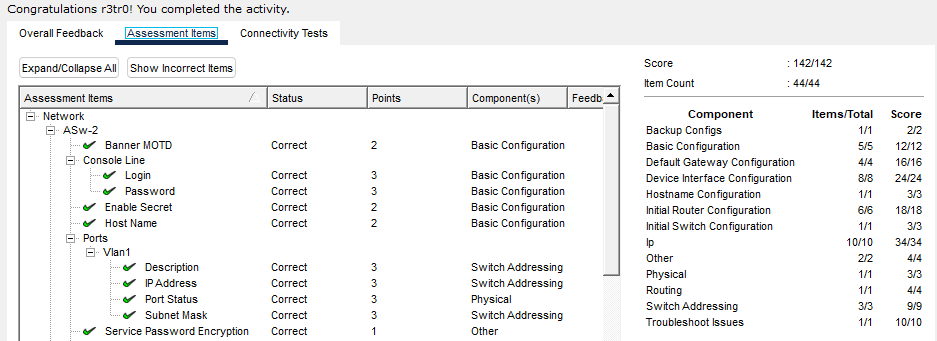 Congratulations r3tr0! You completed the activity.
Overall Feedback Assessment Items Connectivity Tests
Expand/Collapse All Show Incorrect Items
Assessment Items Status Points Component(s) Feedb
Network
ASw-2
Banner MOTD Correct 2 Basic Configuration
Console Line
Login Correct 3 Basic Configuration
Password Correct 3 Basic Configuration
Enable Secret Correct 2 Basic Configuration
Host Name Correct 2 Basic Configuration
Ports
Vlan1
Description Correct 3 Switch Addressing
IP Address Correct 3 Switch Addressing
Port Status Correct 3 Physical
Subnet Mask Correct 3 Switch Addressing
Service Password Encryption Correct 1 Other
Score : 142/142
Item Count : 44/44
Component Items/Total Score
Backup Configs 1/1 2/2
Basic Configuration 5/5 12/12
Default Gateway Configuration 4/4 16/16
Device Interface Configuration 8/8 24/24
Hostname Configuration 1/1 3/3
Initial Router Configuration 6/6 18/18
Initial Switch Configuration 1/1 3/3
Ip 10/10 34/34
Other 2/2 4/4
Physical 1/1 3/3
Routing 1/1 4/4
Switch Addressing 3/3 9/9
Troubleshoot Issues 1/1 10/10